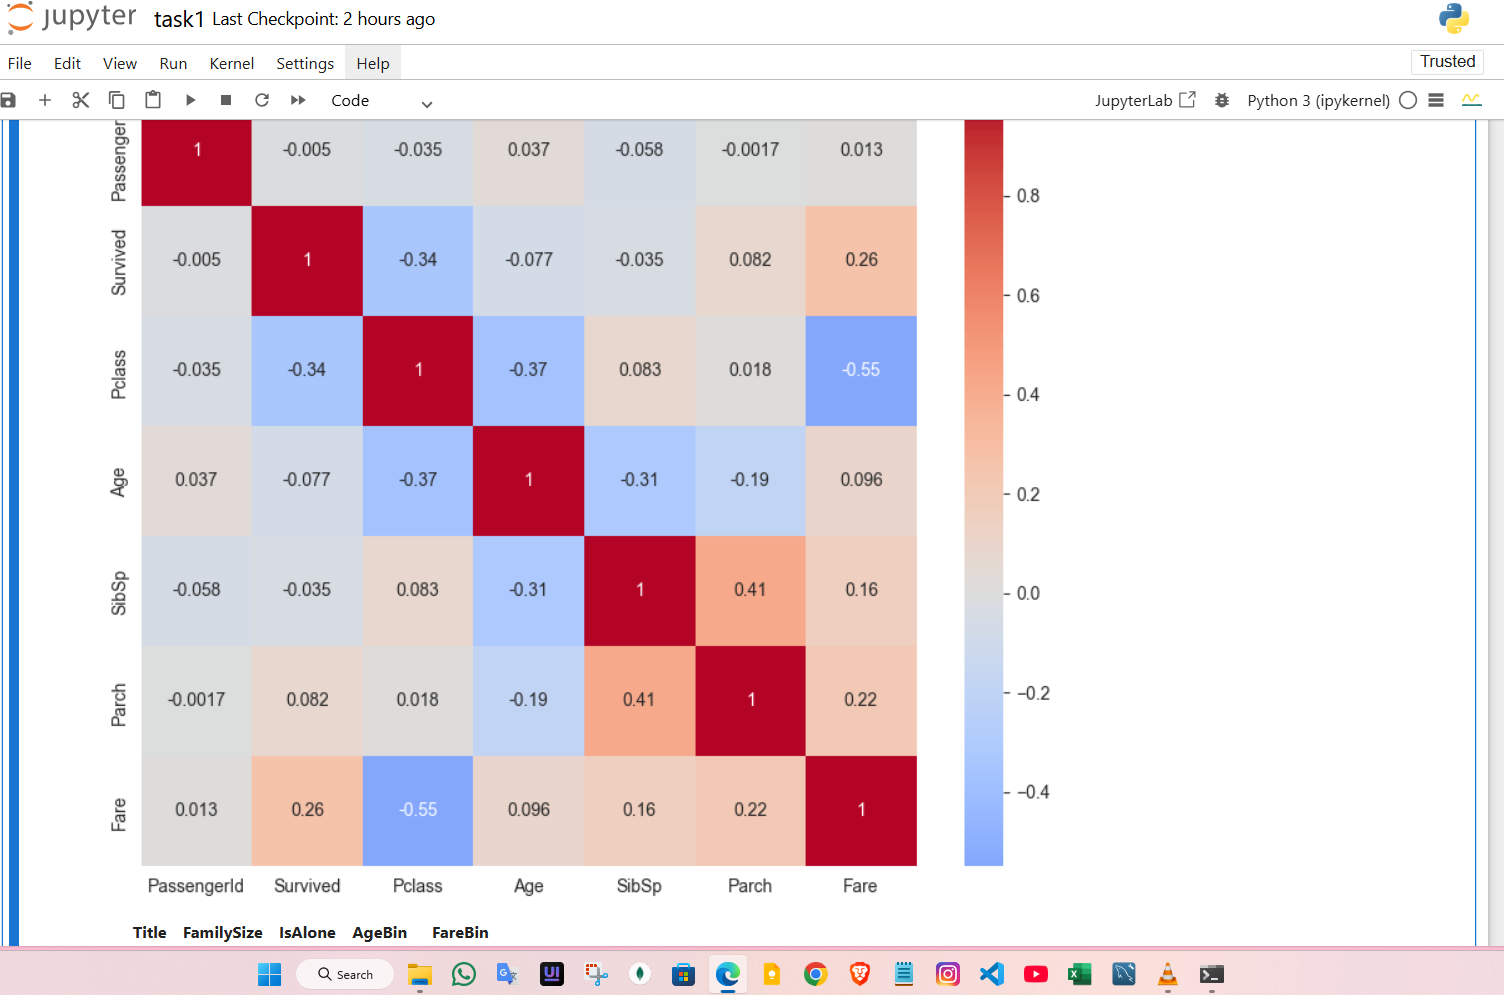 jupyter task1 Last Checkpoint: 2 hours ago
File Edit View Run Kernel Settings Help Trusted
Code JupyterLab Python 3 (ipykernel)
Passenger 1 -0.005 -0.035 0.037 -0.058 -0.0017 0.013
0.8
Survived -0.005 1 -0.34 -0.077 -0.035 0.082 0.26
0.6
Pclass -0.035 -0.34 1 -0.37 0.083 0.018 -0.55
0.4
Age 0.037 -0.077 -0.37 1 -0.31 -0.19 0.096
0.2
SibSp -0.058 -0.035 0.083 -0.31 1 0.41 0.16
0.0
Parch -0.0017 0.082 0.018 -0.19 0.41 1 0.22
−0.2
Fare 0.013 0.26 -0.55 0.096 0.16 0.22 1
−0.4
PassengerId Survived Pclass Age SibSp Parch Fare
Title FamilySize IsAlone AgeBin FareBin
Search
UI